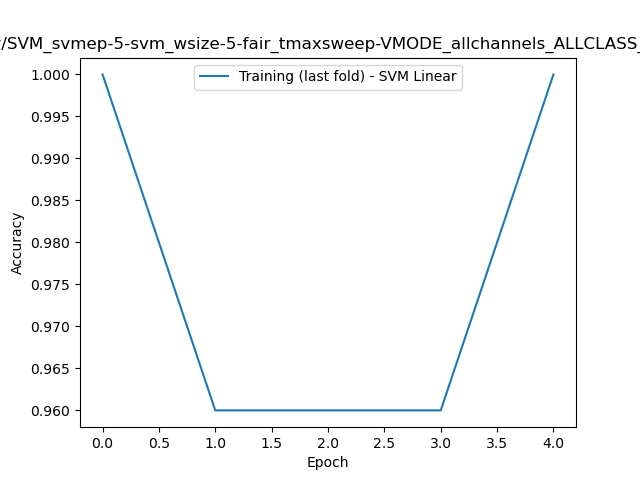 /SVM_svmep-5-svm_wsize-5-fair_tmaxsweep-VMODE_allchannels_ALLCLASS_
Training (last fold) - SVM Linear
Accuracy
1.000
0.995
0.990
0.985
0.980
0.975
0.970
0.965
0.960
0.0 0.5 1.0 1.5 2.0 2.5 3.0 3.5 4.0
Epoch